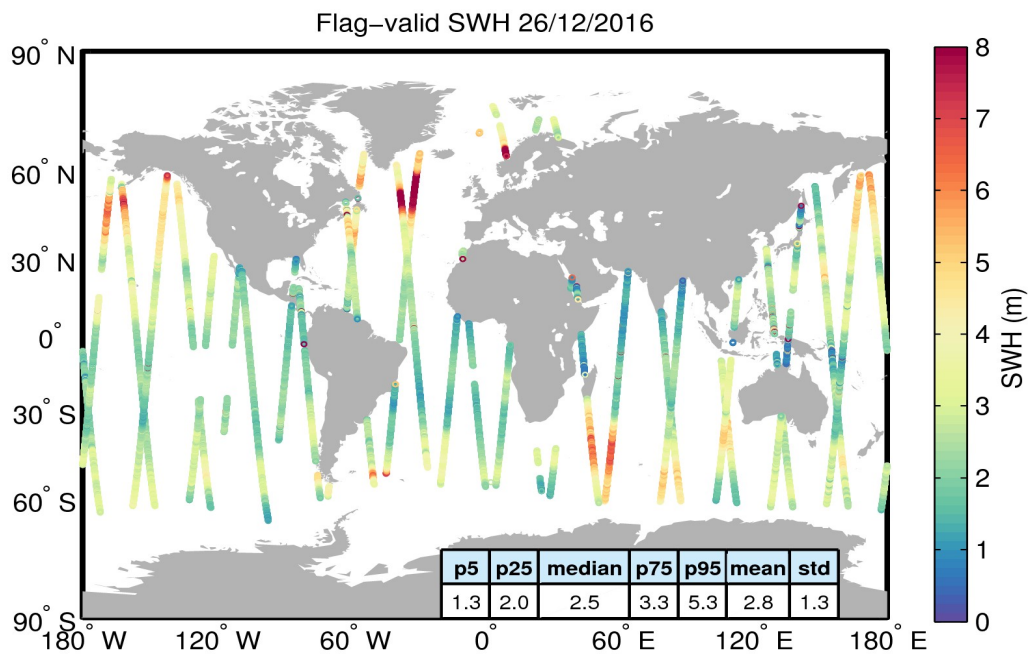 Flag−valid SWH 26/12/2016
90° N
60° N
30° N
0°
30° S
60° S
90° S
180° W
120° W
60° W
0°
60° E
120° E
180° E
8
7
6
5
4
3
2
1
0
SWH (m)
p5 p25 median p75 p95 mean std
1.3 2.0 2.5 3.3 5.3 2.8 1.3